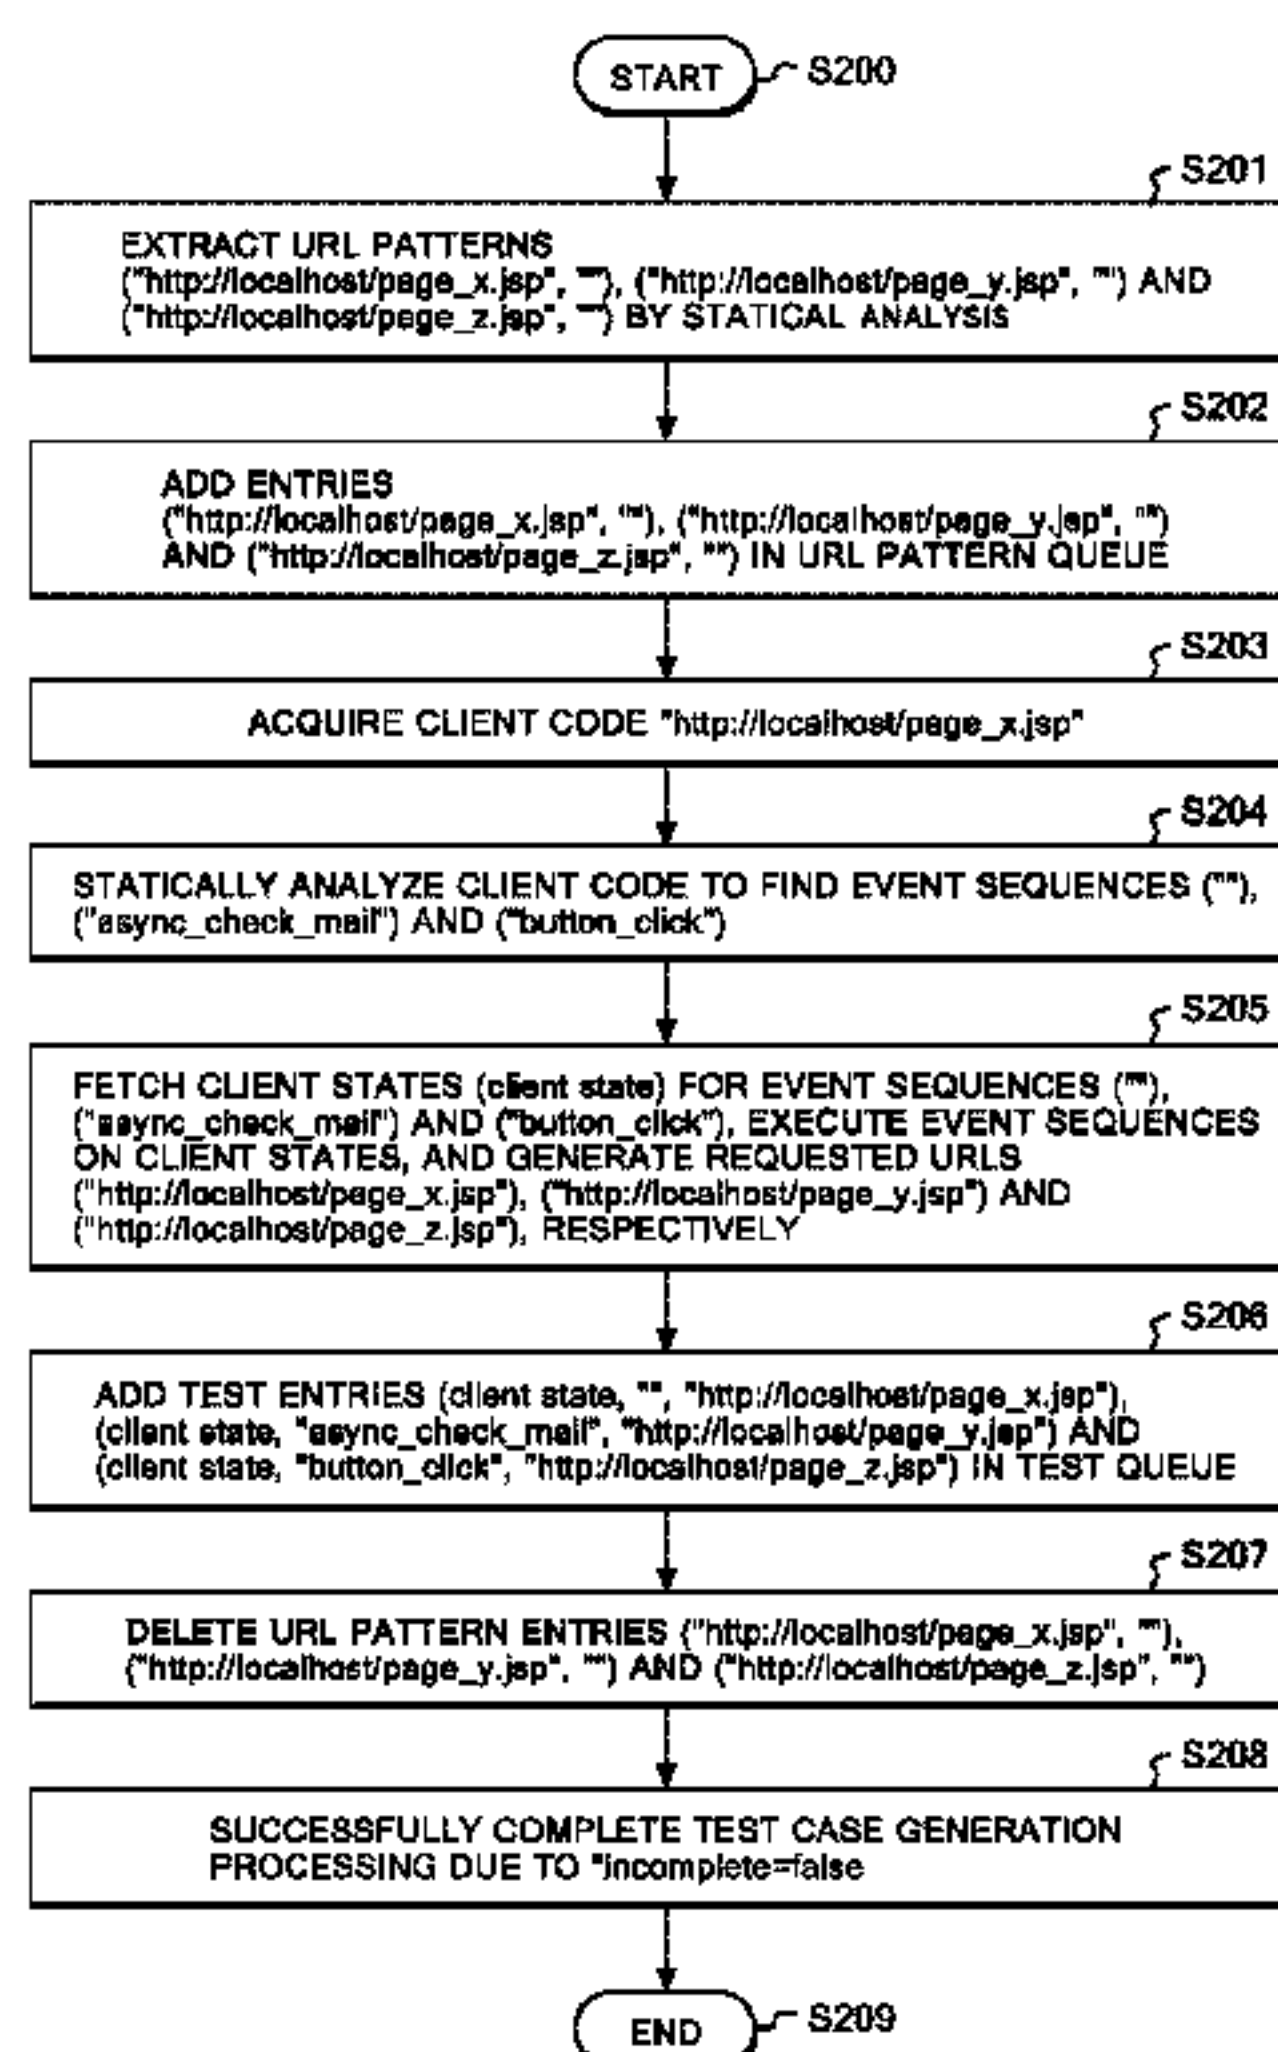 START
S200
S201
EXTRACT URL PATTERNS
("http://localhost/page_x.jsp", ""), ("http://localhost/page_y.jsp", "") AND
("http://localhost/page_z.jsp", "") BY STATICAL ANALYSIS
S202
ADD ENTRIES
("http://localhost/page_x.jsp", ""), ("http://localhost/page_y.jsp", "")
AND ("http://localhost/page_z.jsp", "") IN URL PATTERN QUEUE
S203
ACQUIRE CLIENT CODE "http://localhost/page_x.jsp"
S204
STATICALLY ANALYZE CLIENT CODE TO FIND EVENT SEQUENCES (""),
("async_check_mail") AND ("button_click")
S205
FETCH CLIENT STATES (client state) FOR EVENT SEQUENCES (""),
("async_check_mail") AND ("button_click"), EXECUTE EVENT SEQUENCES
ON CLIENT STATES, AND GENERATE REQUESTED URLS
("http://localhost/page_x.jsp"), ("http://localhost/page_y.jsp") AND
("http://localhost/page_z.jsp"), RESPECTIVELY
S206
ADD TEST ENTRIES (client state, "", "http://localhost/page_x.jsp"),
(client state, "async_check_mail", "http://localhost/page_y.jsp") AND
(client state, "button_click", "http://localhost/page_z.jsp") IN TEST QUEUE
S207
DELETE URL PATTERN ENTRIES ("http://localhost/page_x.jsp", ""),
("http://localhost/page_y.jsp", "") AND ("http://localhost/page_z.jsp", "")
S208
SUCCESSFULLY COMPLETE TEST CASE GENERATION
PROCESSING DUE TO "incomplete=false
END
S209